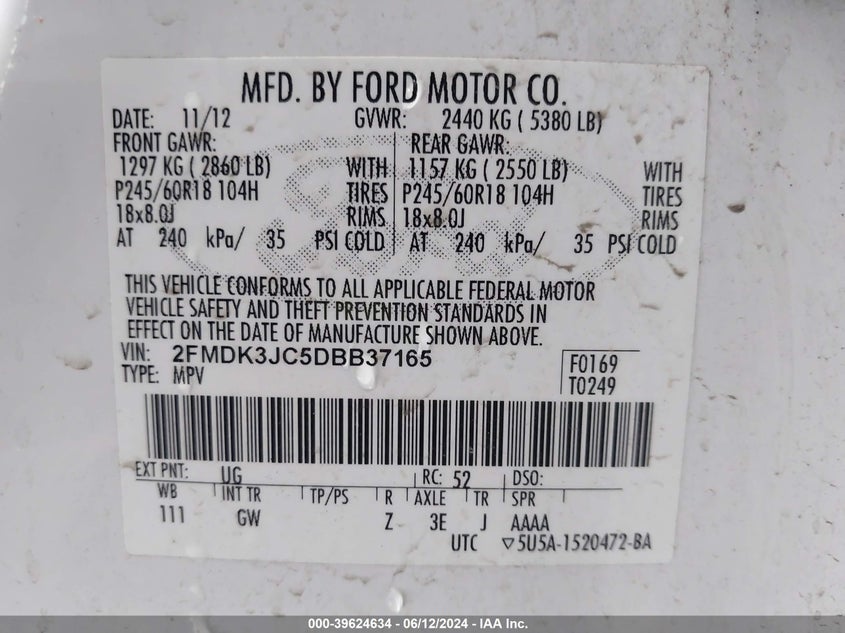 MFD. BY FORD MOTOR CO.
DATE: 11/12 GVWR: 2440 KG ( 5380 LB)
FRONT GAWR: REAR GAWR:
1297 KG ( 2860 LB) WITH 1157 KG ( 2550 LB) WITH
P245/60R18 104H TIRES P245/60R18 104H TIRES
18x8.0J RIMS 18x8.0J RIMS
AT 240 kPa/ 35 PSI COLD AT 240 kPa/ 35 PSI COLD
THIS VEHICLE CONFORMS TO ALL APPLICABLE FEDERAL MOTOR
VEHICLE SAFETY AND THEFT PREVENTION STANDARDS IN
EFFECT ON THE DATE OF MANUFACTURE SHOWN ABOVE.
VIN: 2FMDK3JC5DBB37165 F0169
TYPE: MPV T0249
EXT PNT: UG RC: 52 DSO:
WB INT TR TP/PS R AXLE TR SPR
111 GW Z 3E J AAAA
UTC ▽5U5A-1520472-BA
000-39624634 - 06/12/2024 - IAA Inc.